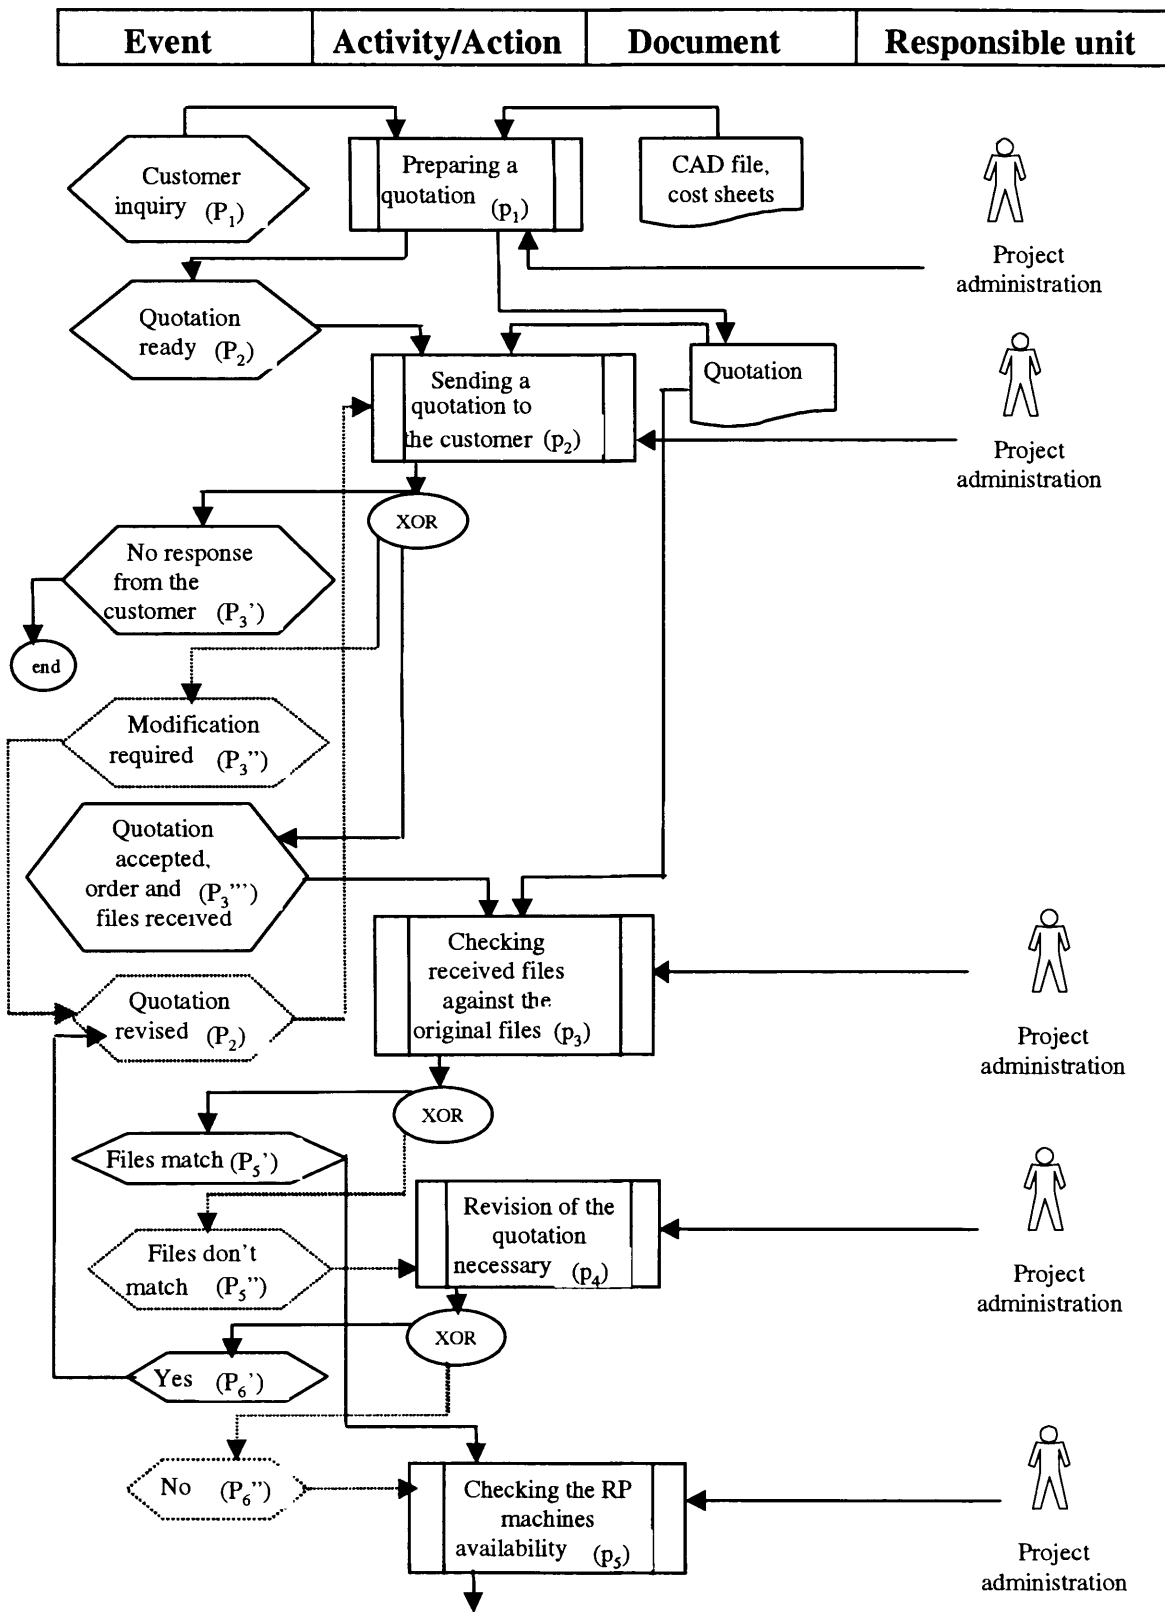 Event Activity/Action Document Responsible unit
Customer
inquiry (P1)
Preparing a
quotation (p1)
CAD file,
cost sheets
Project
administration
Quotation
ready (P2)
Sending a
quotation to
the customer (p2)
Quotation
Project
administration
XOR
No response
from the
customer (P3')
end
Modification
required (P3'')
Quotation
accepted,
order and (P3''')
files received
Checking
received files
against the
original files (p3)
Project
administration
Quotation
revised (P2)
XOR
Files match (P5')
Revision of the
quotation
necessary (p4)
Project
administration
Files don't
match (P5'')
XOR
Yes (P6')
No (P6'')
Checking the RP
machines
availability (p5)
Project
administration